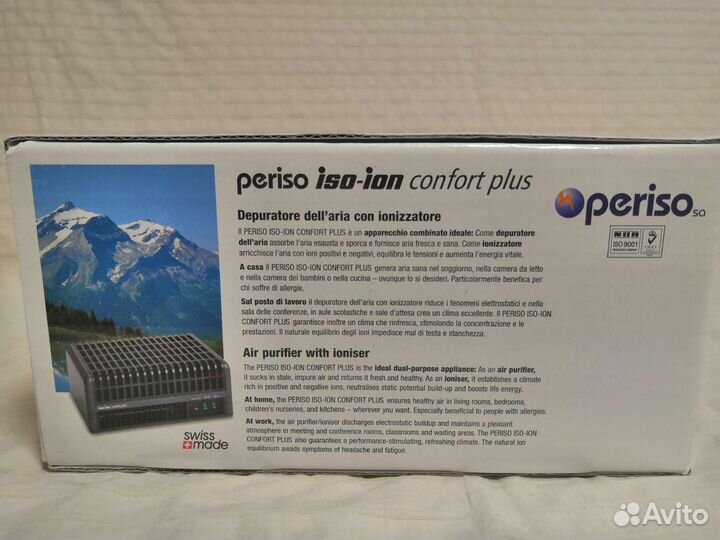 periso iso-ion confort plus
periso sa
NQA
ISO 9001
Depuratore dell'aria con ionizzatore
Il PERISO ISO-ION CONFORT PLUS è un apparecchio combinato ideale: Come depuratore
dell'aria assorbe l'aria esausta e sporca e fornisce aria fresca e sana. Come ionizzatore
arricchisce l'aria con ioni positivi e negativi, equilibra le tensioni e aumenta l'energia vitale.
A casa il PERISO ISO-ION CONFORT PLUS genera aria sana nel soggiorno, nella camera da letto
e nella camera dei bambini o nella cucina – ovunque lo si desideri. Particolarmente benefica per
chi soffre di allergie.
Sul posto di lavoro il depuratore dell'aria con ionizzatore riduce i fenomeni elettrostatici e nella
sala delle conferenze, in aule scolastiche e sale d'attesa crea un clima eccellente. Il PERISO ISO-ION
CONFORT PLUS garantisce inoltre un clima che rinfresca, stimolando la concentrazione e le
prestazioni. Il naturale equilibrio degli ioni impedisce mal di testa e stanchezza.
Air purifier with ioniser
The PERISO ISO-ION CONFORT PLUS is the ideal dual-purpose appliance: As an air purifier,
it sucks in stale, impure air and returns it fresh and healthy. As an ioniser, it establishes a climate
rich in positive and negative ions, neutralises static potential build-up and boosts life energy.
At home, the PERISO ISO-ION CONFORT PLUS ensures healthy air in living rooms, bedrooms,
children's nurseries, and kitchens – wherever you want. Especially beneficial to people with allergies.
At work, the air purifier/ioniser discharges electrostatic buildup and maintains a pleasant
atmosphere in meeting and conference rooms, classrooms and waiting areas. The PERISO ISO-ION
CONFORT PLUS also guarantees a performance-stimulating, refreshing climate. The natural ion
equilibrium avoids symptoms of headache and fatigue.
swiss
made
Avito